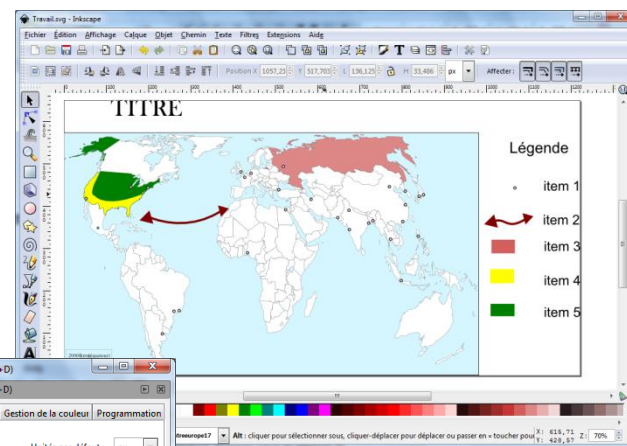 Travail.svg - Inkscape
Fichier Édition Affichage Calque Objet Chemin Texte Filtres Extensions Aide
Position X 1057,23 Y 517,703 L 136,125 H 33,486 px Affecter :
TITRE
Légende
item 1
item 2
item 3
item 4
item 5
+D)
+D)
Gestion de la couleur Programmation
Alt : cliquer pour sélectionner sous, cliquer-déplacer pour déplacer ou passer en « toucher pour
X: 615,71
Y: 428,57
Z: 70%